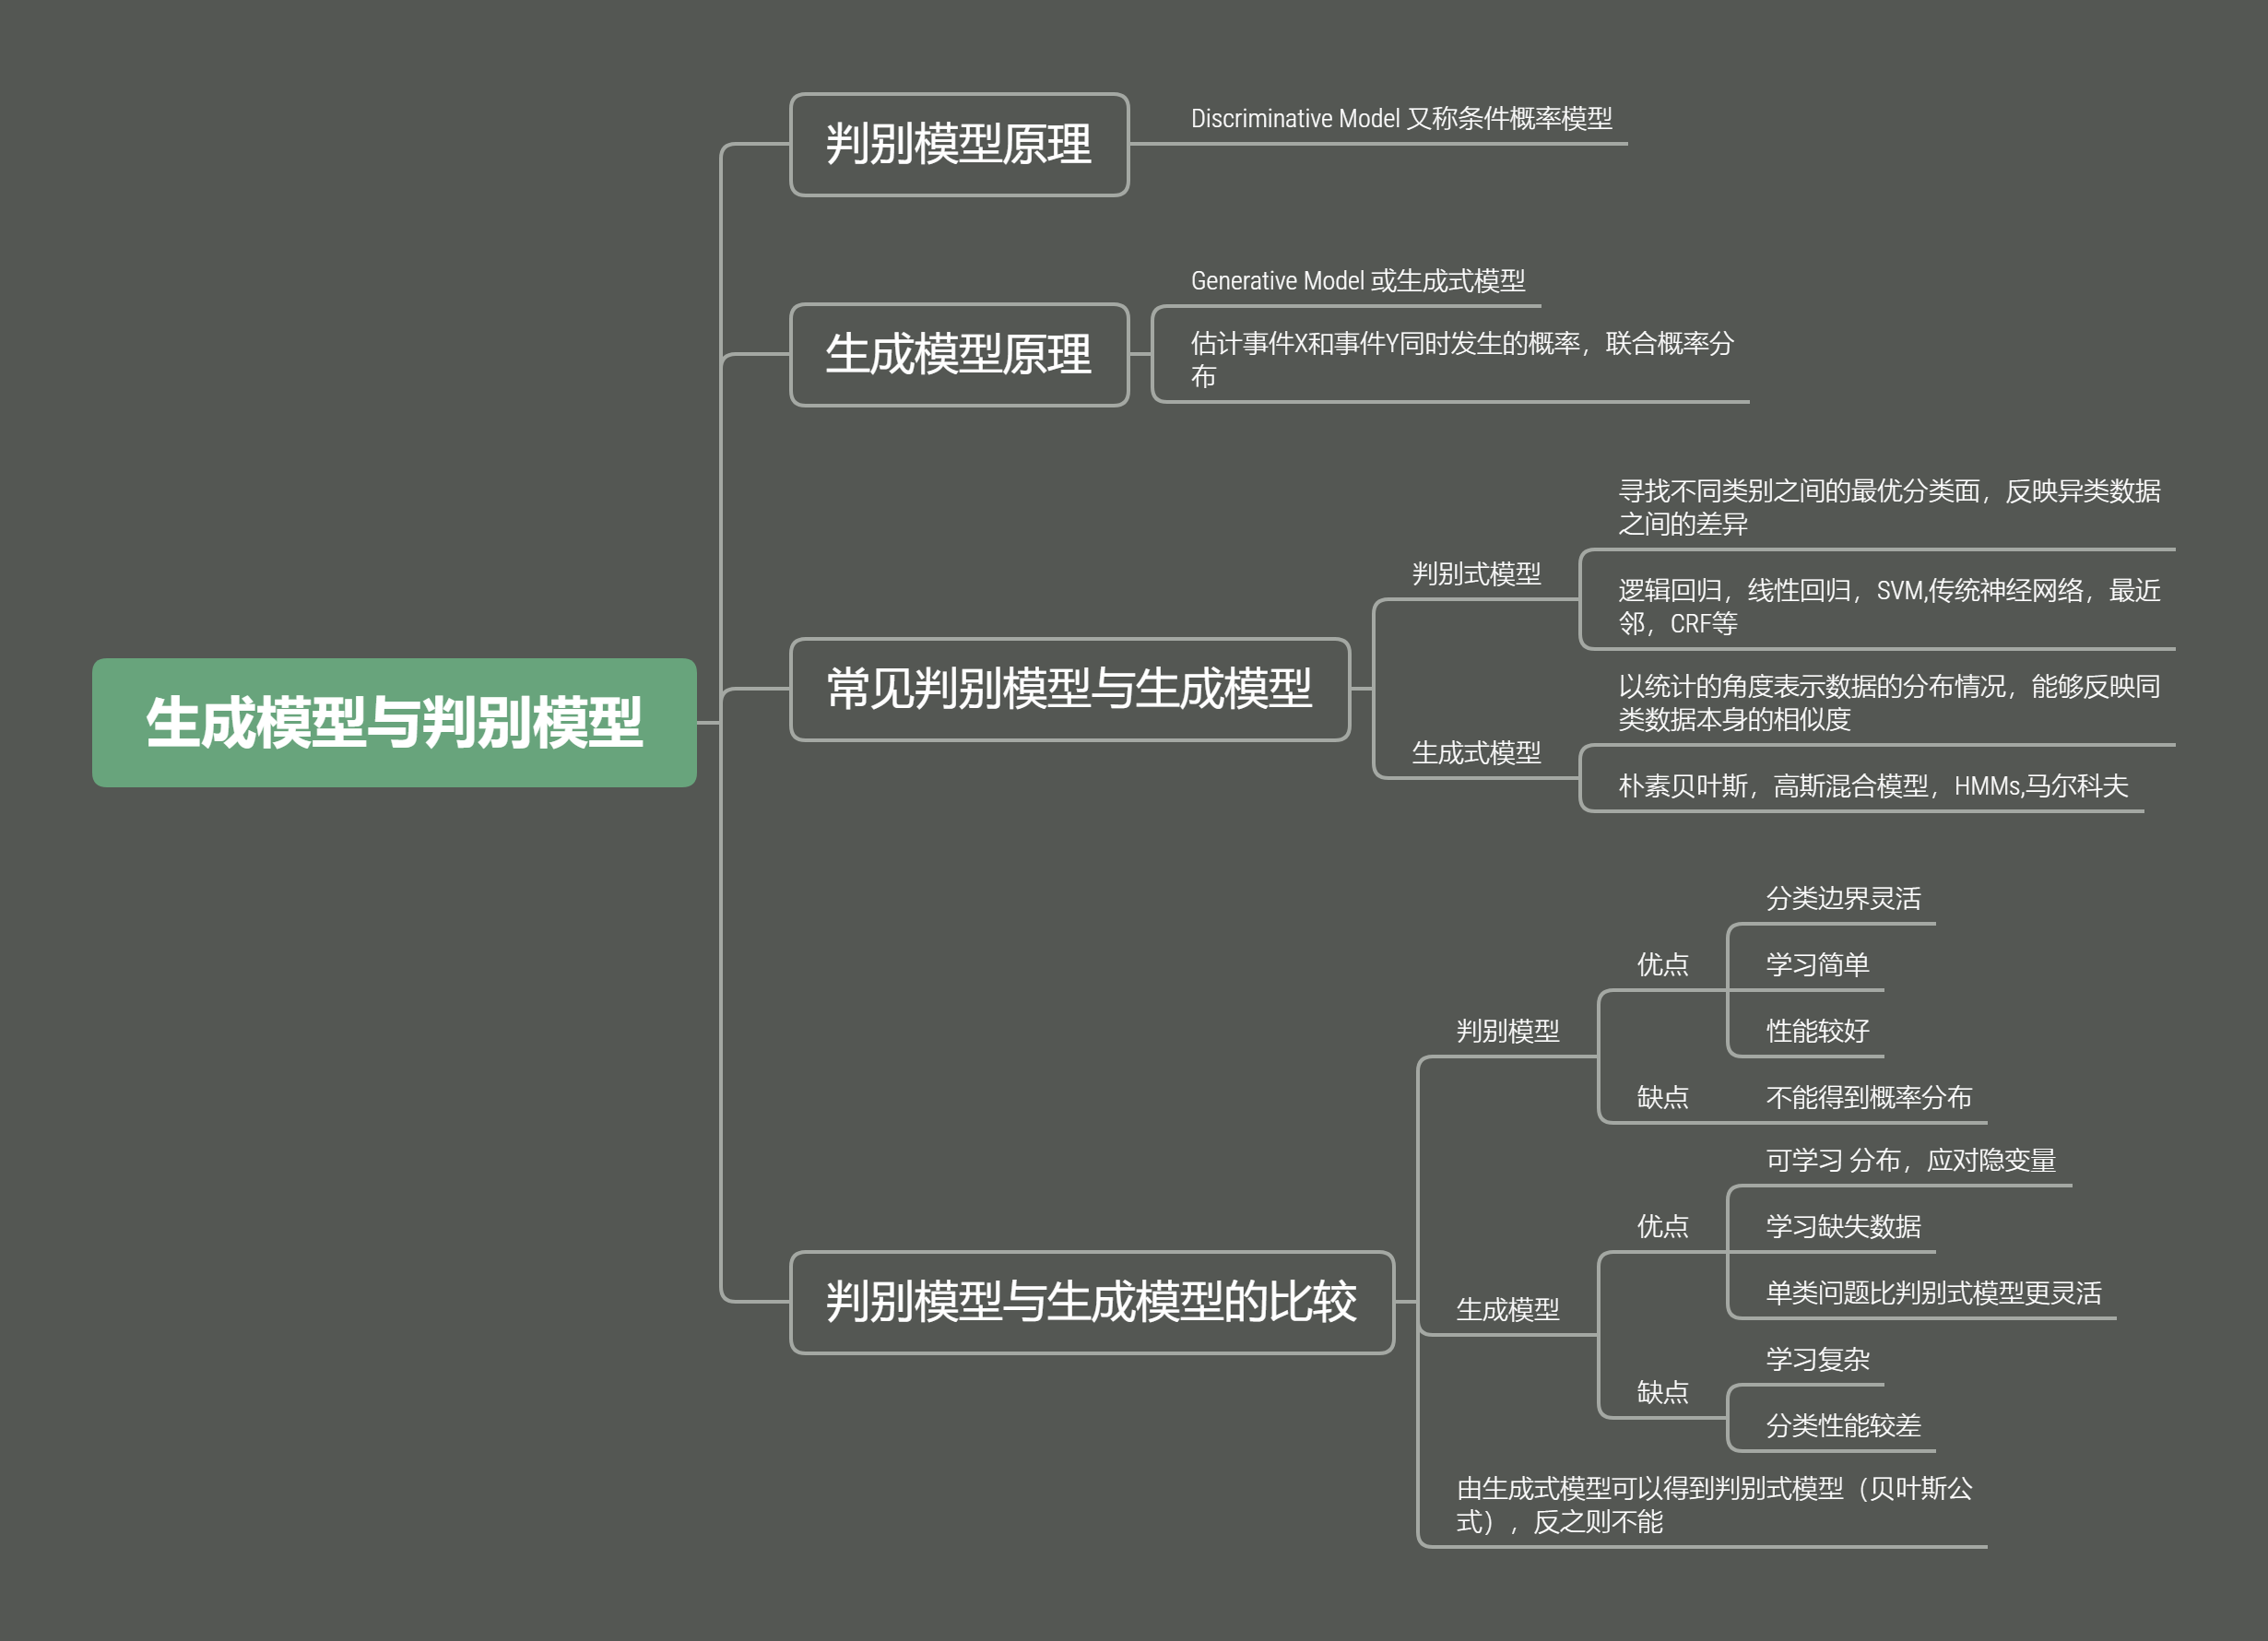 生成模型与判别模型
判别模型原理
Discriminative Model 又称条件概率模型
生成模型原理
Generative Model 或生成式模型
估计事件X和事件Y同时发生的概率，联合概率分
布
常见判别模型与生成模型
判别式模型
寻找不同类别之间的最优分类面，反映异类数据
之间的差异
逻辑回归，线性回归，SVM,传统神经网络，最近
邻，CRF等
生成式模型
以统计的角度表示数据的分布情况，能够反映同
类数据本身的相似度
朴素贝叶斯，高斯混合模型，HMMs,马尔科夫
判别模型与生成模型的比较
判别模型
优点
分类边界灵活
学习简单
性能较好
缺点
不能得到概率分布
生成模型
优点
可学习 分布，应对隐变量
学习缺失数据
单类问题比判别式模型更灵活
缺点
学习复杂
分类性能较差
由生成式模型可以得到判别式模型（贝叶斯公
式），反之则不能